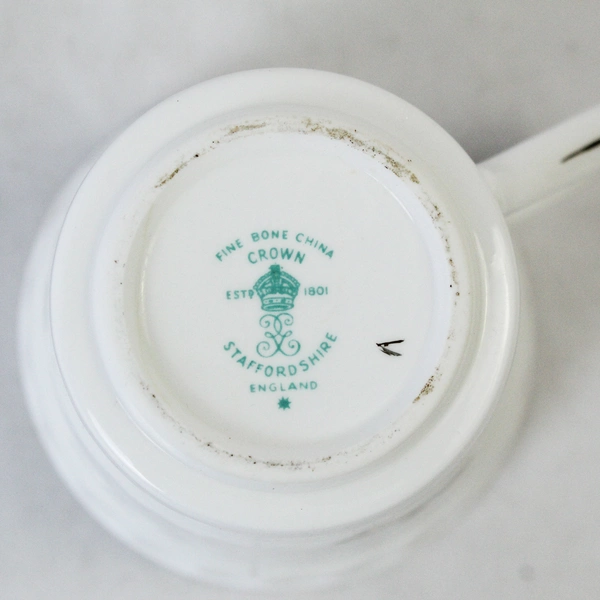 FINE BONE CHINA
CROWN
ESTD 1801
STAFFORDSHIRE
ENGLAND